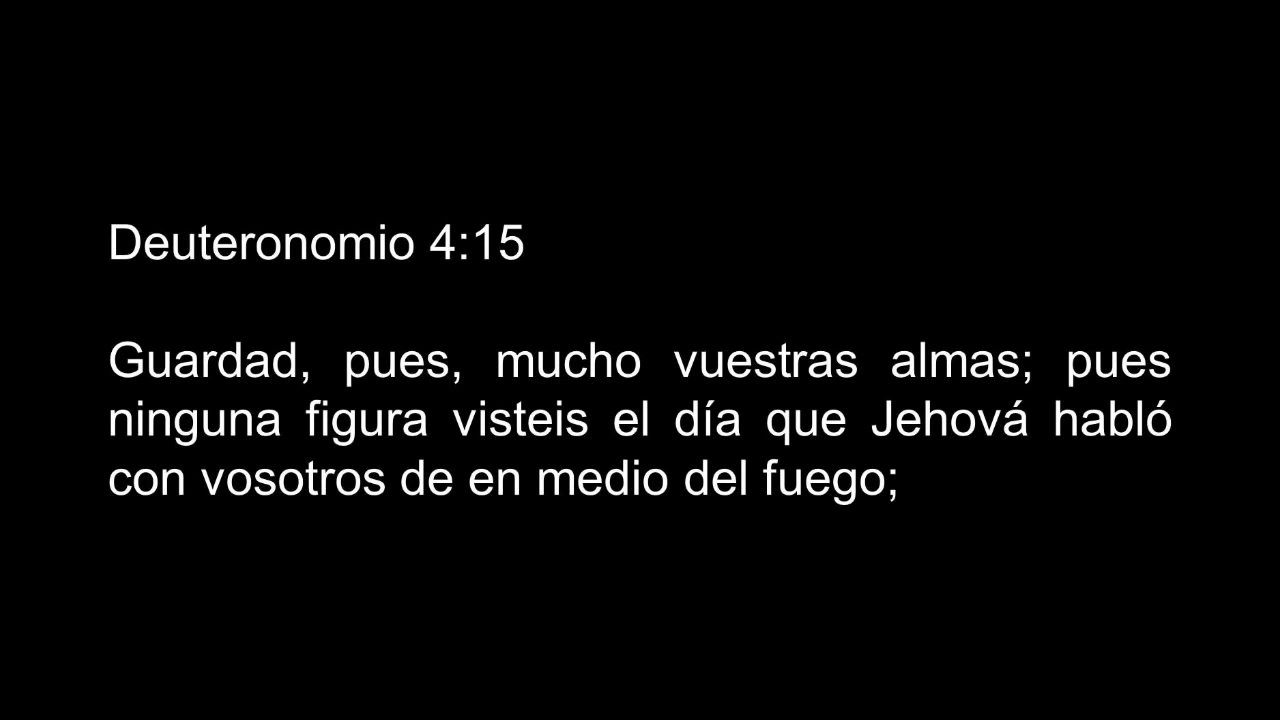 Deuteronomio 4:15
Guardad, pues, mucho vuestras almas; pues
ninguna figura visteis el día que Jehová habló
con vosotros de en medio del fuego;